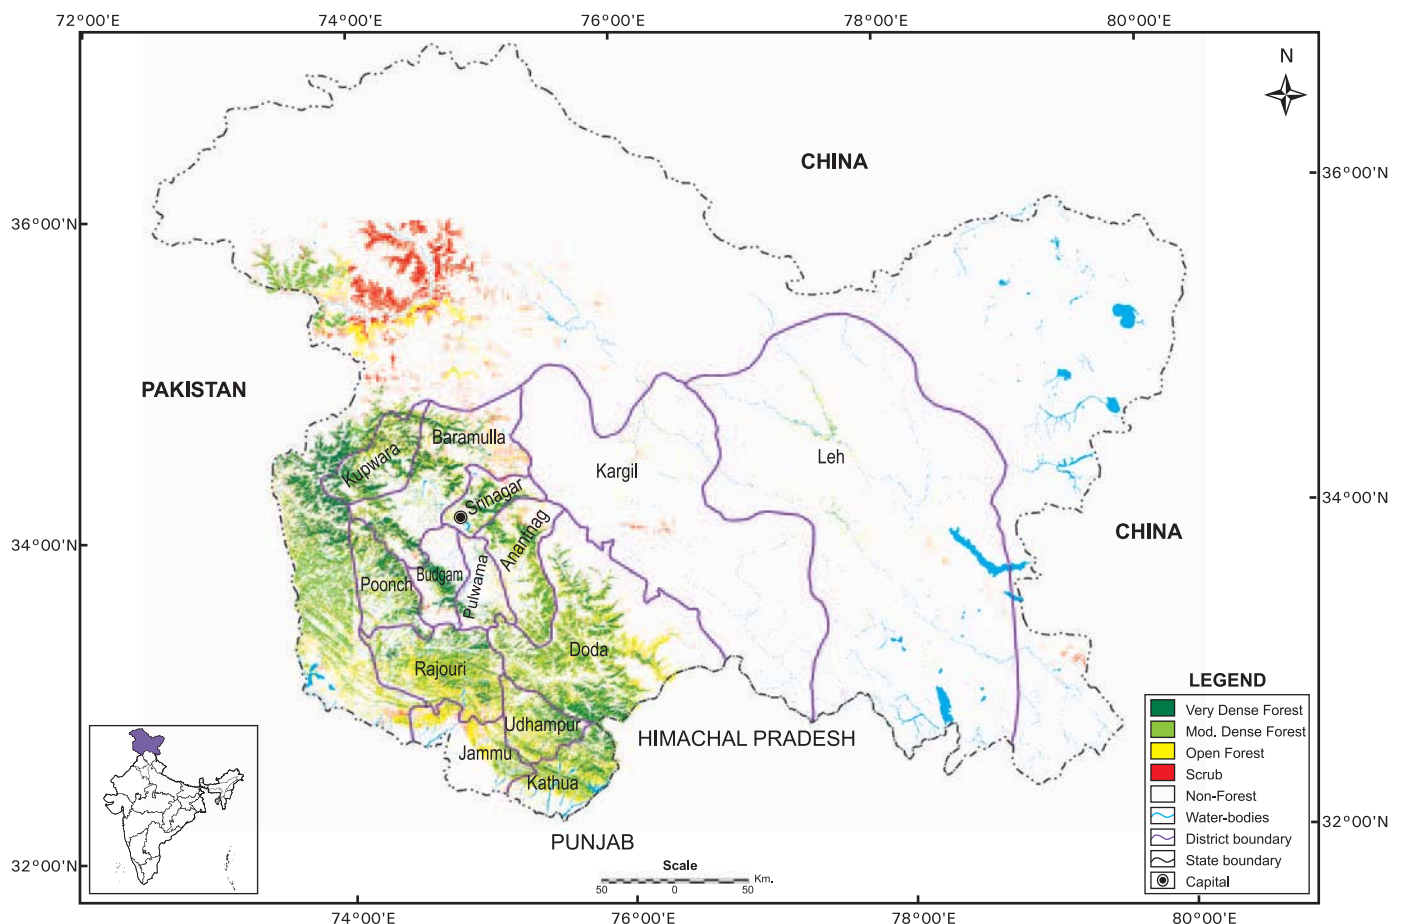 72°00'E 74°00'E 76°00'E 78°00'E 80°00'E
N
CHINA
36°00'N
36°00'N
PAKISTAN
Baramulla
Kupwara
Kargil
Leh
Srinagar
34°00'N
CHINA
34°00'N
Anantnag
Budgam
Poonch
Pulwama
Doda
Rajouri
Udhampur
HIMACHAL PRADESH
Jammu
Kathua
LEGEND
Very Dense Forest
Mod. Dense Forest
Open Forest
Scrub
Non-Forest
Water-bodies
District boundary
State boundary
Capital
32°00'N
PUNJAB
32°00'N
Scale
50 0 50 Km.
74°00'E 76°00'E 78°00'E 80°00'E